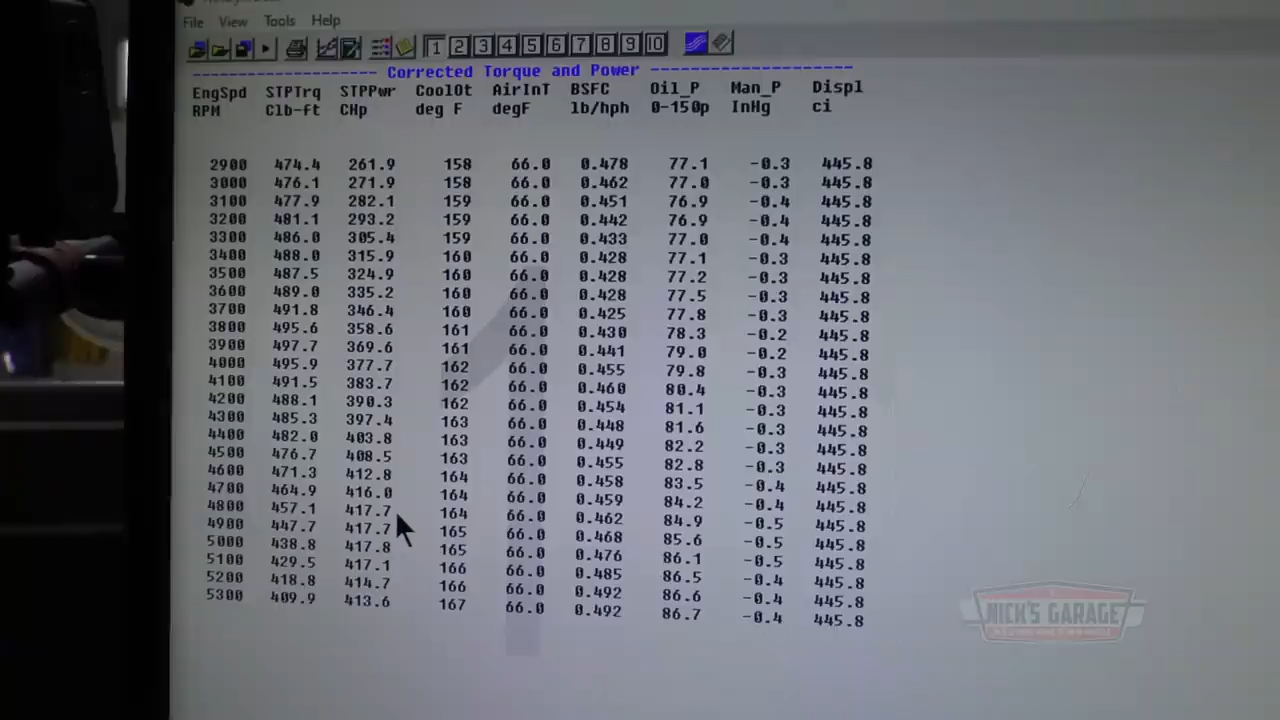 File View Tools Help
1 2 3 4 5 6 7 8 9 10
-------------------- Corrected Torque and Power ----------------------
EngSpd STPTrq STPPwr CoolOt AirInT BSFC Oil_P Man_P Displ
RPM Clb-ft CHp deg F degF lb/hph 0-150p InHg ci
2900 474.4 261.9 158 66.0 0.478 77.1 -0.3 445.8
3000 476.1 271.9 158 66.0 0.462 77.0 -0.3 445.8
3100 477.9 282.1 159 66.0 0.451 76.9 -0.4 445.8
3200 481.1 293.2 159 66.0 0.442 76.9 -0.4 445.8
3300 486.0 305.4 159 66.0 0.433 77.0 -0.4 445.8
3400 488.0 315.9 160 66.0 0.428 77.1 -0.3 445.8
3500 487.5 324.9 160 66.0 0.428 77.2 -0.3 445.8
3600 489.0 335.2 160 66.0 0.428 77.5 -0.3 445.8
3700 491.8 346.4 160 66.0 0.425 77.8 -0.3 445.8
3800 495.6 358.6 161 66.0 0.430 78.3 -0.2 445.8
3900 497.7 369.6 161 66.0 0.441 79.0 -0.2 445.8
4000 495.9 377.7 162 66.0 0.455 79.8 -0.3 445.8
4100 491.5 383.7 162 66.0 0.460 80.4 -0.3 445.8
4200 488.1 390.3 162 66.0 0.454 81.1 -0.3 445.8
4300 485.3 397.4 163 66.0 0.448 81.6 -0.3 445.8
4400 482.0 403.8 163 66.0 0.449 82.2 -0.3 445.8
4500 476.7 408.5 163 66.0 0.455 82.8 -0.3 445.8
4600 471.3 412.8 164 66.0 0.458 83.5 -0.4 445.8
4700 464.9 416.0 164 66.0 0.459 84.2 -0.4 445.8
4800 457.1 417.7 164 66.0 0.462 84.9 -0.5 445.8
4900 447.7 417.7 165 66.0 0.468 85.6 -0.5 445.8
5000 438.8 417.8 165 66.0 0.476 86.1 -0.5 445.8
5100 429.5 417.1 166 66.0 0.485 86.5 -0.4 445.8
5200 418.8 414.7 166 66.0 0.492 86.6 -0.4 445.8
5300 409.9 413.6 167 66.0 0.492 86.7 -0.4 445.8
NICK'S GARAGE